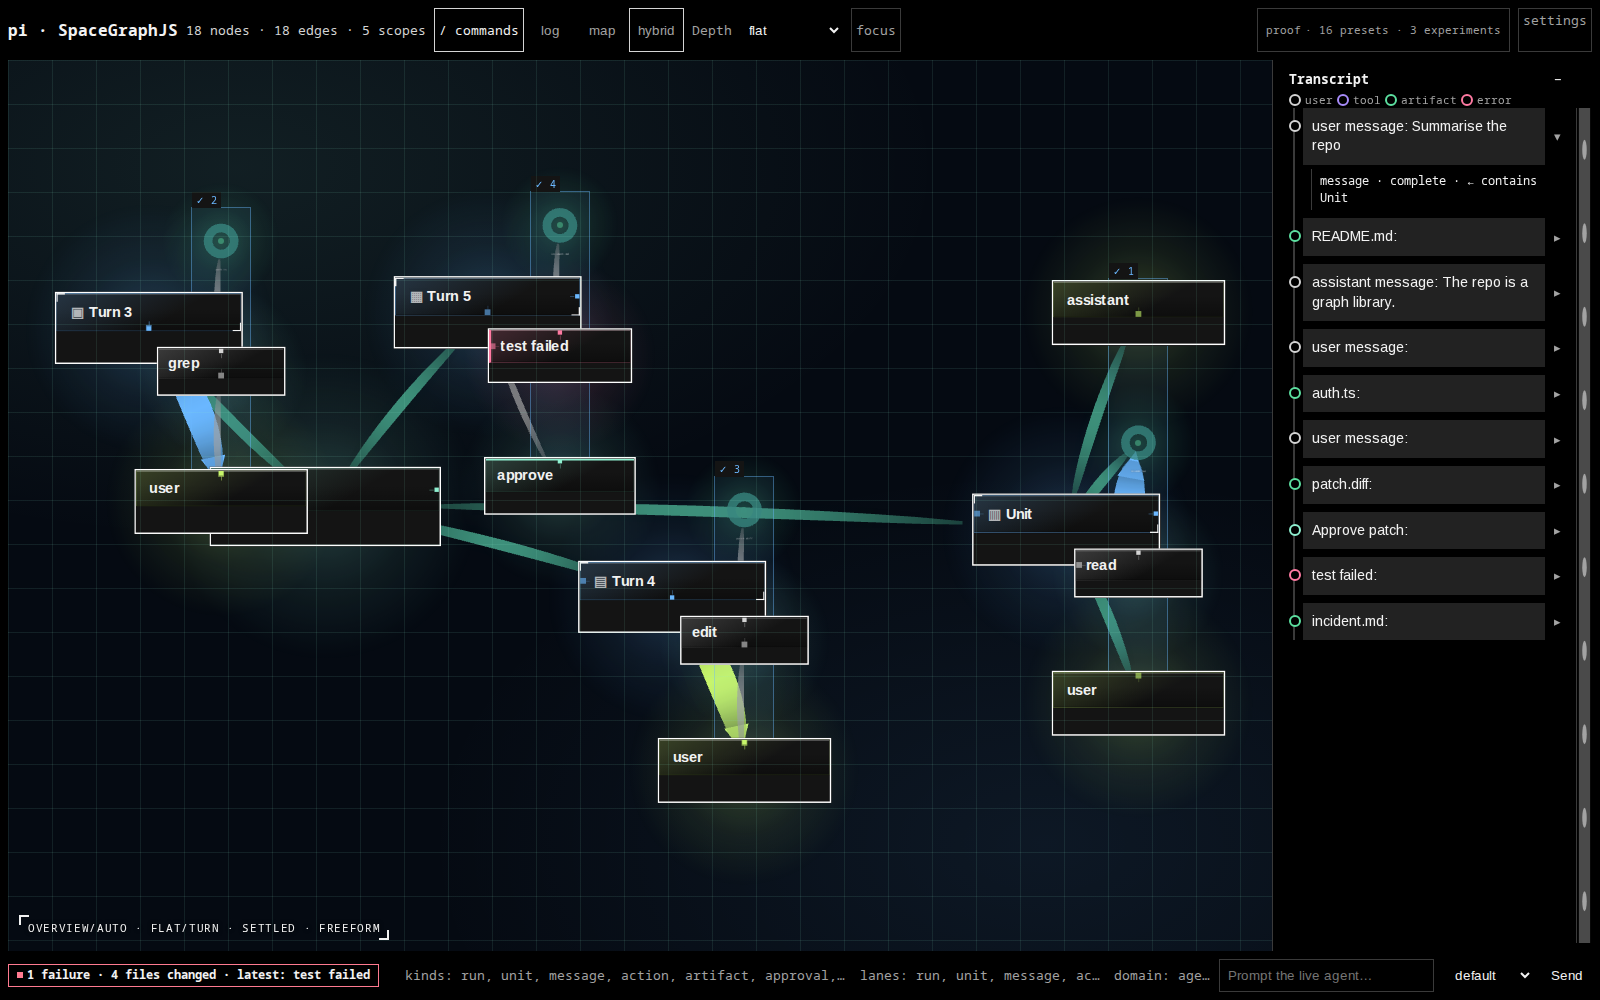 pi · SpaceGraphJS 18 nodes · 18 edges · 5 scopes / commands log map hybrid Depth flat focus proof · 16 presets · 3 experiments settings
Transcript –
user tool artifact error
user message: Summarise the
repo
message · complete · ← contains
Unit
README.md:
assistant message: The repo is a
graph library.
user message:
auth.ts:
user message:
patch.diff:
Approve patch:
test failed:
incident.md:
✓ 2
✓ 4
✓ 1
Turn 3
grep
Turn 5
test failed
assistant
user
approve
✓ 3
Unit
read
Turn 4
edit
user
user
OVERVIEW/AUTO · FLAT/TURN · SETTLED · FREEFORM
1 failure · 4 files changed · latest: test failed
kinds: run, unit, message, action, artifact, approval,…
lanes: run, unit, message, ac…
domain: age…
Prompt the live agent…
default
Send